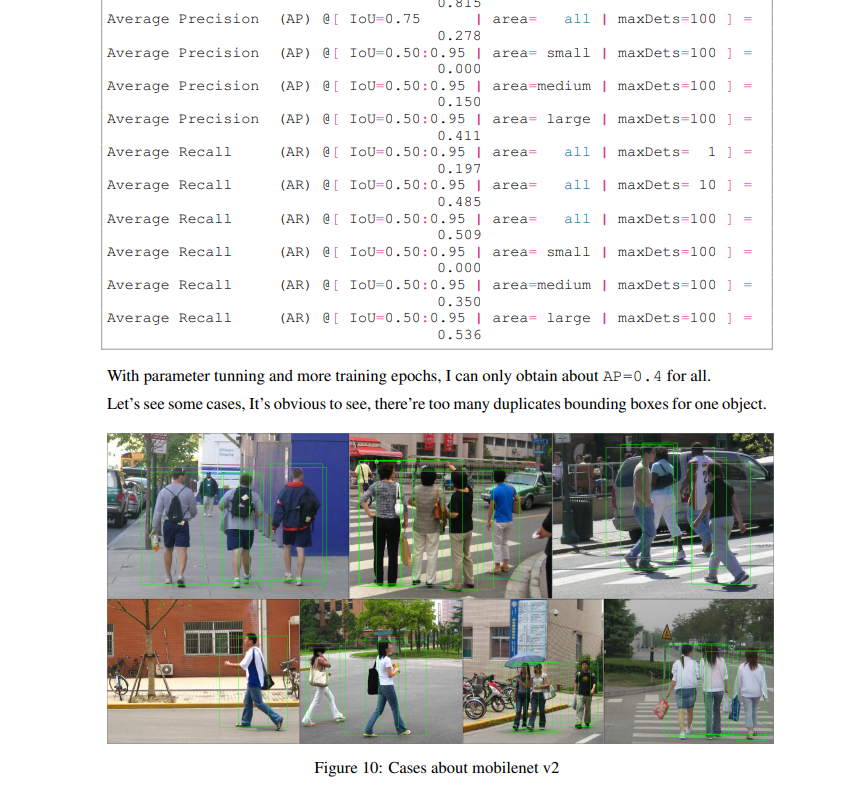 0.815
Average Precision (AP) @[ IoU=0.75 | area= all | maxDets=100 ] =
0.278
Average Precision (AP) @[ IoU=0.50:0.95 | area= small | maxDets=100 ] =
0.000
Average Precision (AP) @[ IoU=0.50:0.95 | area=medium | maxDets=100 ] =
0.150
Average Precision (AP) @[ IoU=0.50:0.95 | area= large | maxDets=100 ] =
0.411
Average Recall (AR) @[ IoU=0.50:0.95 | area= all | maxDets= 1 ] =
0.197
Average Recall (AR) @[ IoU=0.50:0.95 | area= all | maxDets= 10 ] =
0.485
Average Recall (AR) @[ IoU=0.50:0.95 | area= all | maxDets=100 ] =
0.509
Average Recall (AR) @[ IoU=0.50:0.95 | area= small | maxDets=100 ] =
0.000
Average Recall (AR) @[ IoU=0.50:0.95 | area=medium | maxDets=100 ] =
0.350
Average Recall (AR) @[ IoU=0.50:0.95 | area= large | maxDets=100 ] =
0.536
With parameter tunning and more training epochs, I can only obtain about AP=0.4 for all.
Let's see some cases, It's obvious to see, there're too many duplicates bounding boxes for one object.
Figure 10: Cases about mobilenet v2